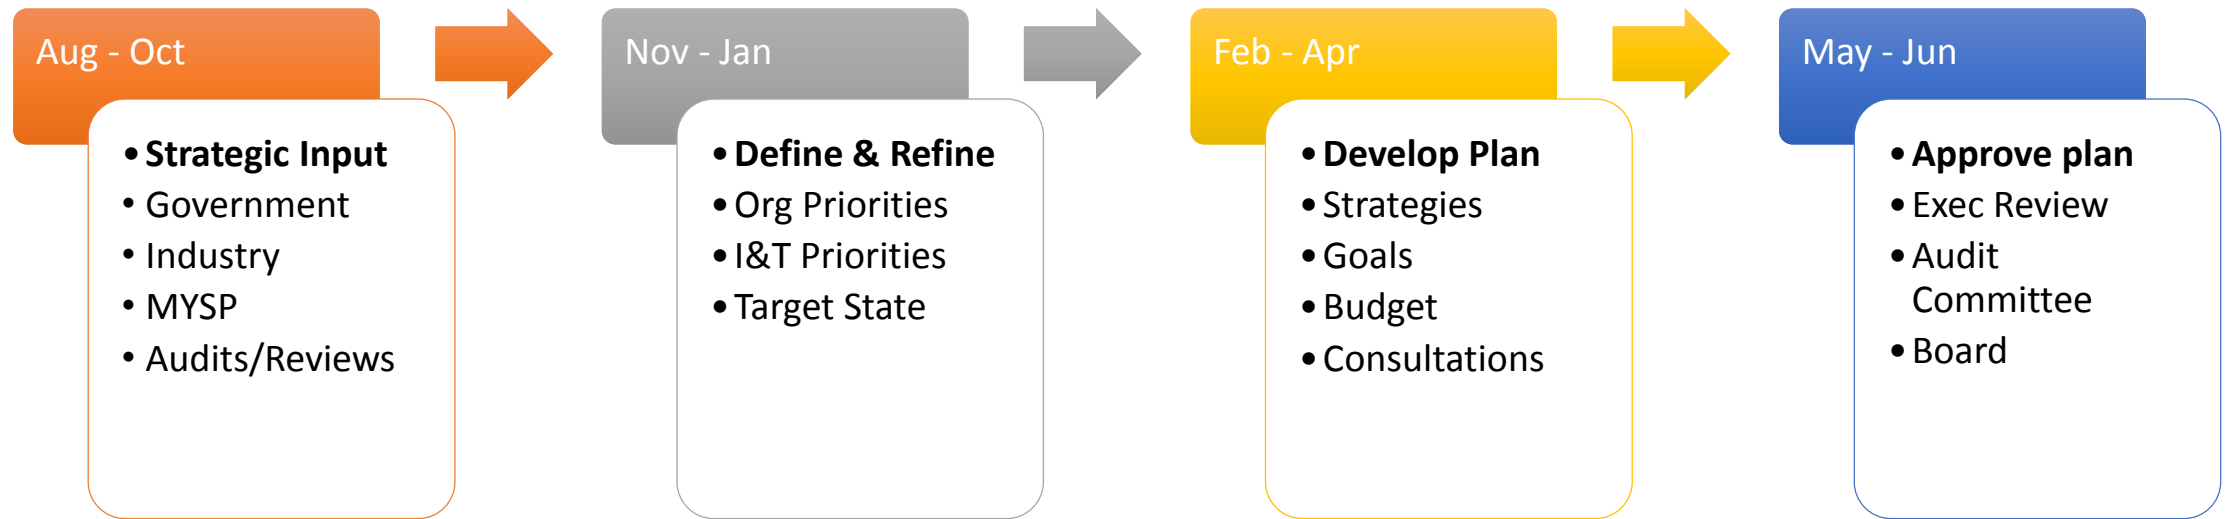 Aug - Oct
• Strategic Input
• Government
• Industry
• MYSP
• Audits/Reviews
Nov - Jan
• Define & Refine
• Org Priorities
• I&T Priorities
• Target State
Feb - Apr
• Develop Plan
• Strategies
• Goals
• Budget
• Consultations
May - Jun
• Approve plan
• Exec Review
• Audit
Committee
• Board